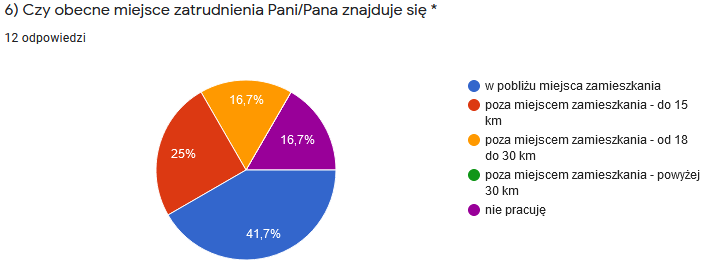 6) Czy obecne miejsce zatrudnienia Pani/Pana znajduje się *
12 odpowiedzi
16,7%
25%
16,7%
41,7%
w pobliżu miejsca zamieszkania
poza miejscem zamieszkania - do 15
km
poza miejscem zamieszkania - od 18
do 30 km
poza miejscem zamieszkania - powyżej
30 km
nie pracuję